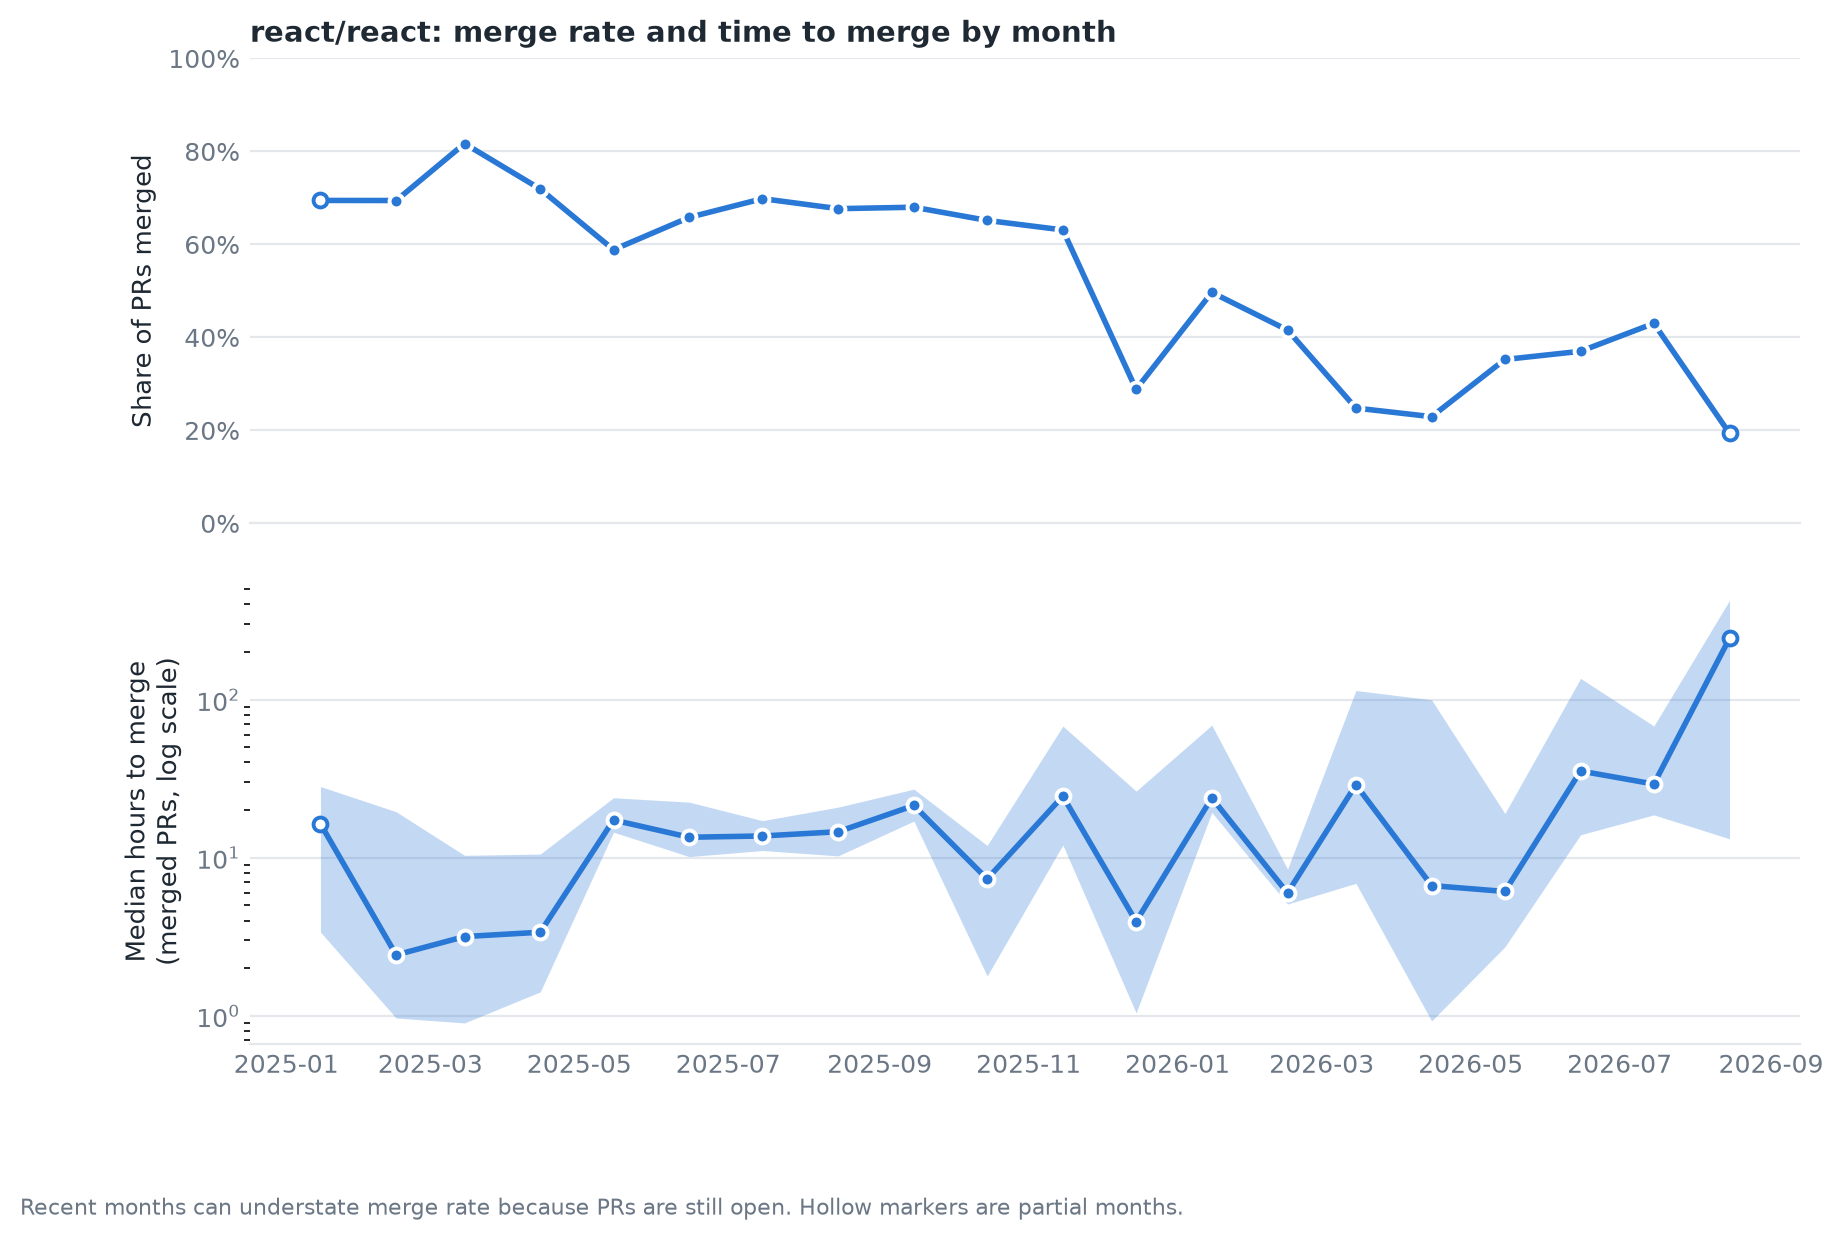 react/react: merge rate and time to merge by month
100%
80%
60%
40%
20%
0%
Share of PRs merged
10²
10¹
10⁰
Median hours to merge
(merged PRs, log scale)
2025-01 2025-03 2025-05 2025-07 2025-09 2025-11 2026-01 2026-03 2026-05 2026-07 2026-09
Recent months can understate merge rate because PRs are still open. Hollow markers are partial months.